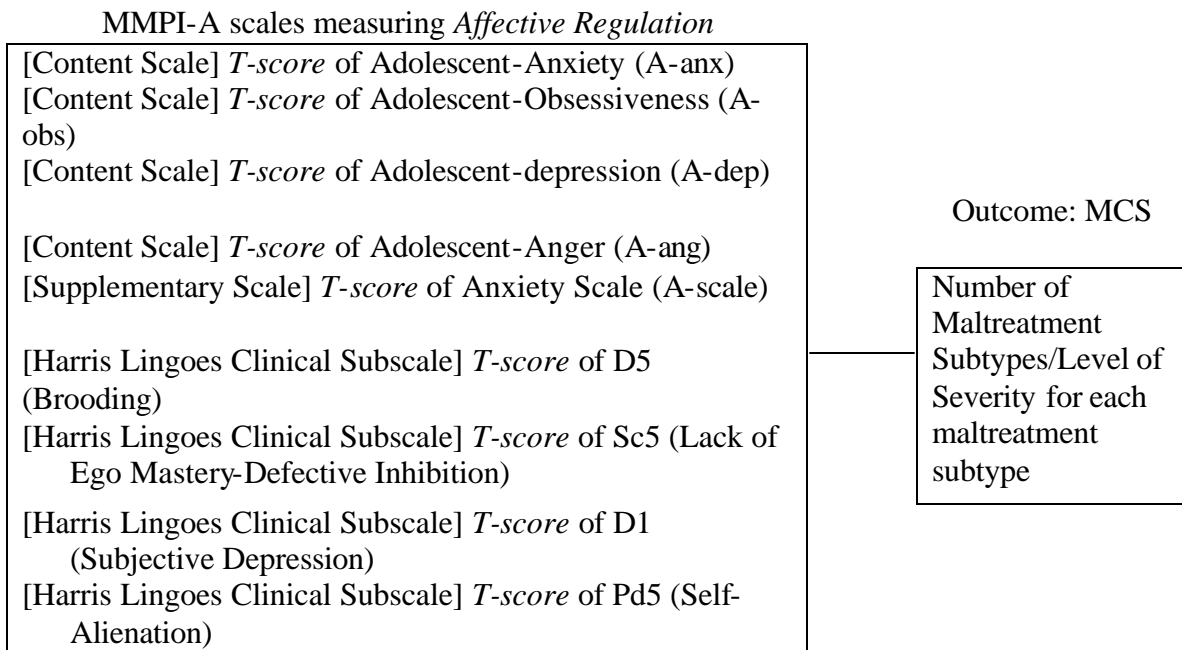 MMPI-A scales measuring Affective Regulation
[Content Scale] T-score of Adolescent-Anxiety (A-anx)
[Content Scale] T-score of Adolescent-Obsessiveness (A-
obs)
[Content Scale] T-score of Adolescent-depression (A-dep)
[Content Scale] T-score of Adolescent-Anger (A-ang)
[Supplementary Scale] T-score of Anxiety Scale (A-scale)
[Harris Lingoes Clinical Subscale] T-score of D5
(Brooding)
[Harris Lingoes Clinical Subscale] T-score of Sc5 (Lack of
Ego Mastery-Defective Inhibition)
[Harris Lingoes Clinical Subscale] T-score of D1
(Subjective Depression)
[Harris Lingoes Clinical Subscale] T-score of Pd5 (Self-
Alienation)
Outcome: MCS
Number of
Maltreatment
Subtypes/Level of
Severity for each
maltreatment
subtype